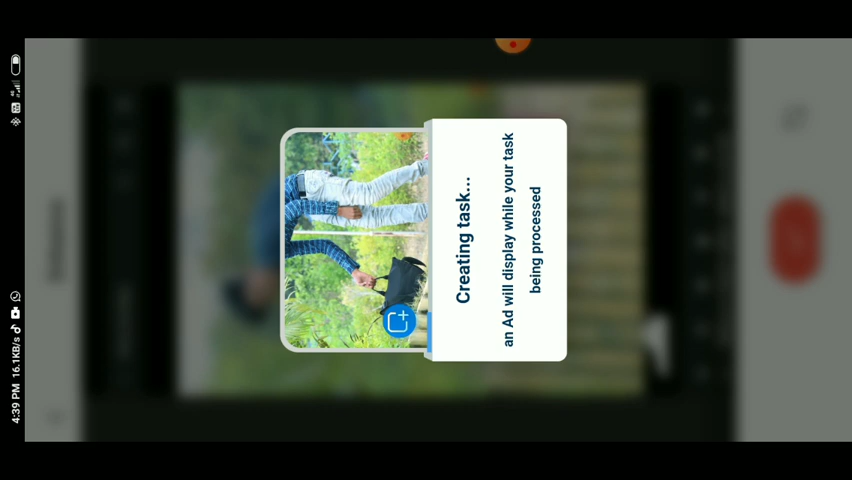 4:39 PM 16.1KB/s
Creating task...
an Ad will display while your task
being processed